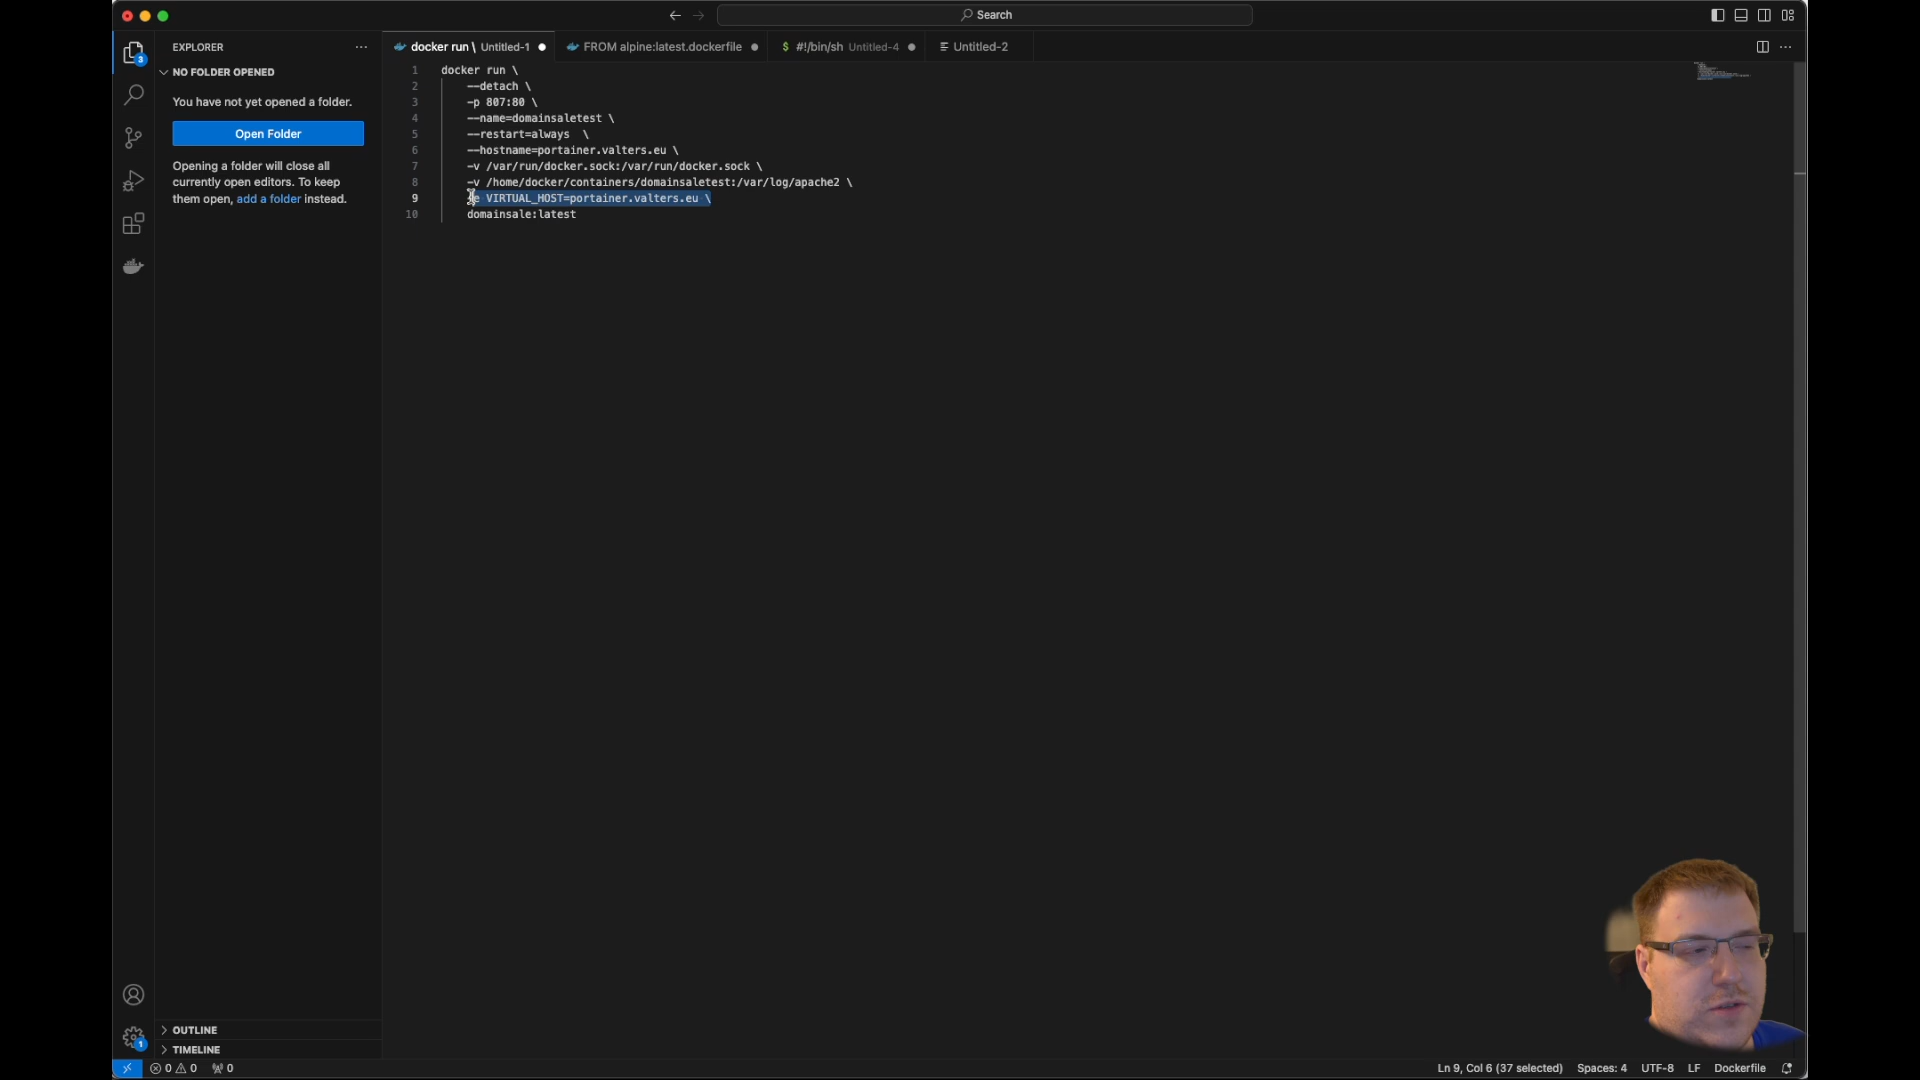 Search
EXPLORER
NO FOLDER OPENED
You have not yet opened a folder.
Open Folder
Opening a folder will close all
currently open editors. To keep
them open, add a folder instead.
OUTLINE
TIMELINE
3
1
docker run \ Untitled-1
FROM alpine:latest.dockerfile
$ #!/bin/sh Untitled-4
Untitled-2
1 docker run \
2 --detach \
3 -p 807:80 \
4 --name=domainsaletest \
5 --restart=always \
6 --hostname=portainer.valters.eu \
7 -v /var/run/docker.sock:/var/run/docker.sock \
8 -v /home/docker/containers/domainsaletest:/var/log/apache2 \
9 -e VIRTUAL_HOST=portainer.valters.eu \
10 domainsale:latest
0 0 0
Ln 9, Col 6 (37 selected) Spaces: 4 UTF-8 LF Dockerfile